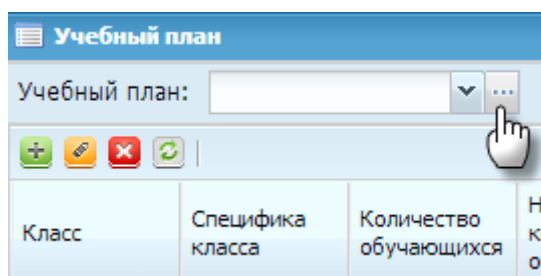 Учебный план
Учебный план:
Класс
Специфика
класса
Количество
обучающихся